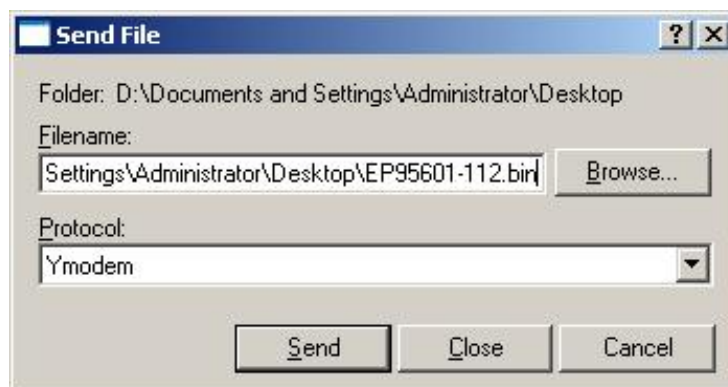 Send File
Folder: D:\Documents and Settings\Administrator\Desktop
Filename:
Settings\Administrator\Desktop\EP95601-112.bin
Browse...
Protocol:
Ymodem
Send
Close
Cancel